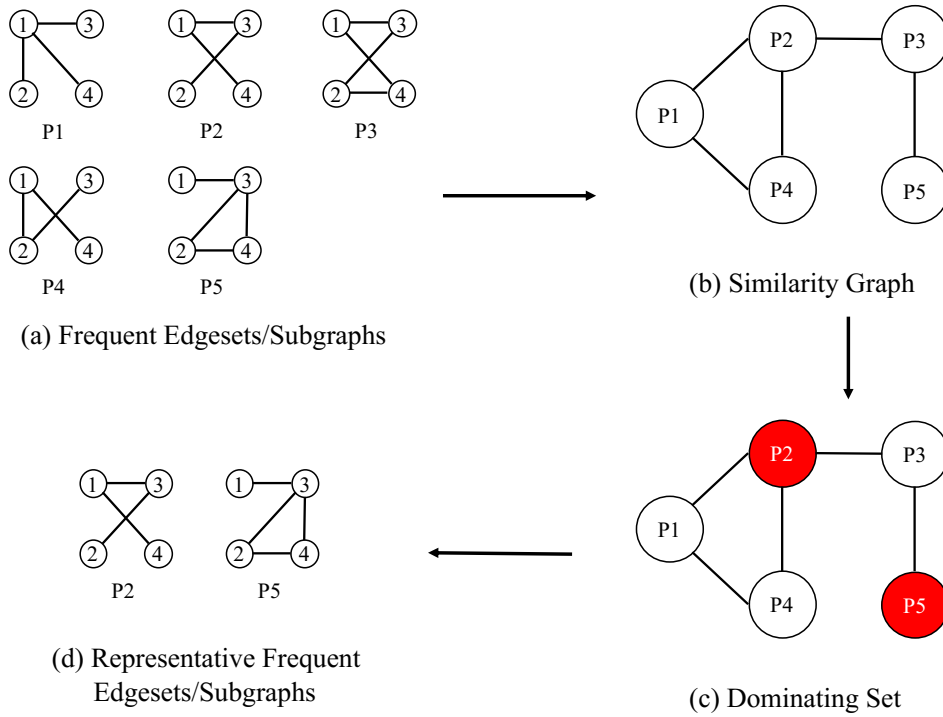 1 3 2 3 1 3
2 4 2 4 2 4
P1 P2 P3
1 3 1 3
2 4 2 4
P4 P5
(a) Frequent Edgesets/Subgraphs
P2 P3
P1
P4 P5
(b) Similarity Graph
P2 P3
P1
P4 P5
(c) Dominating Set
1 3 1 3
2 4 2 4
P2 P5
(d) Representative Frequent
Edgesets/Subgraphs